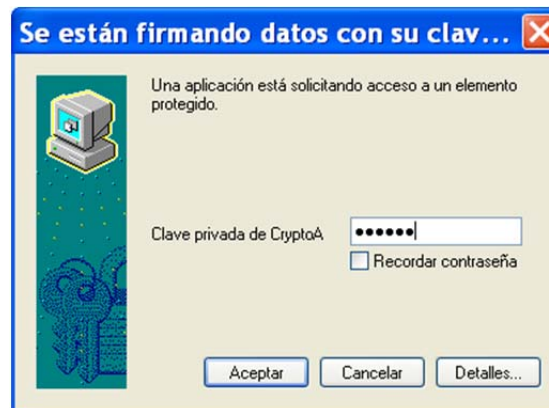 Se están firmando datos con su clav...
Una aplicación está solicitando acceso a un elemento
protegido.
Clave privada de CryptoA
••••••
Recordar contraseña
Aceptar
Cancelar
Detalles...